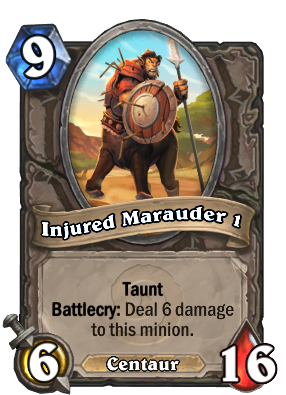 9
Injured Marauder 1
Taunt
Battlecry: Deal 6 damage
to this minion.
6
Centaur
16